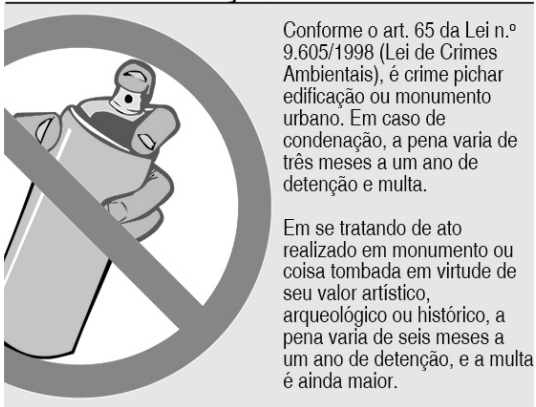 Conforme o art. 65 da Lei n.º
9.605/1998 (Lei de Crimes
Ambientais), é crime pichar
edificação ou monumento
urbano. Em caso de
condenação, a pena varia de
três meses a um ano de
detenção e multa.
Em se tratando de ato
realizado em monumento ou
coisa tombada em virtude de
seu valor artístico,
arqueológico ou histórico, a
pena varia de seis meses a
um ano de detenção, e a multa
é ainda maior.